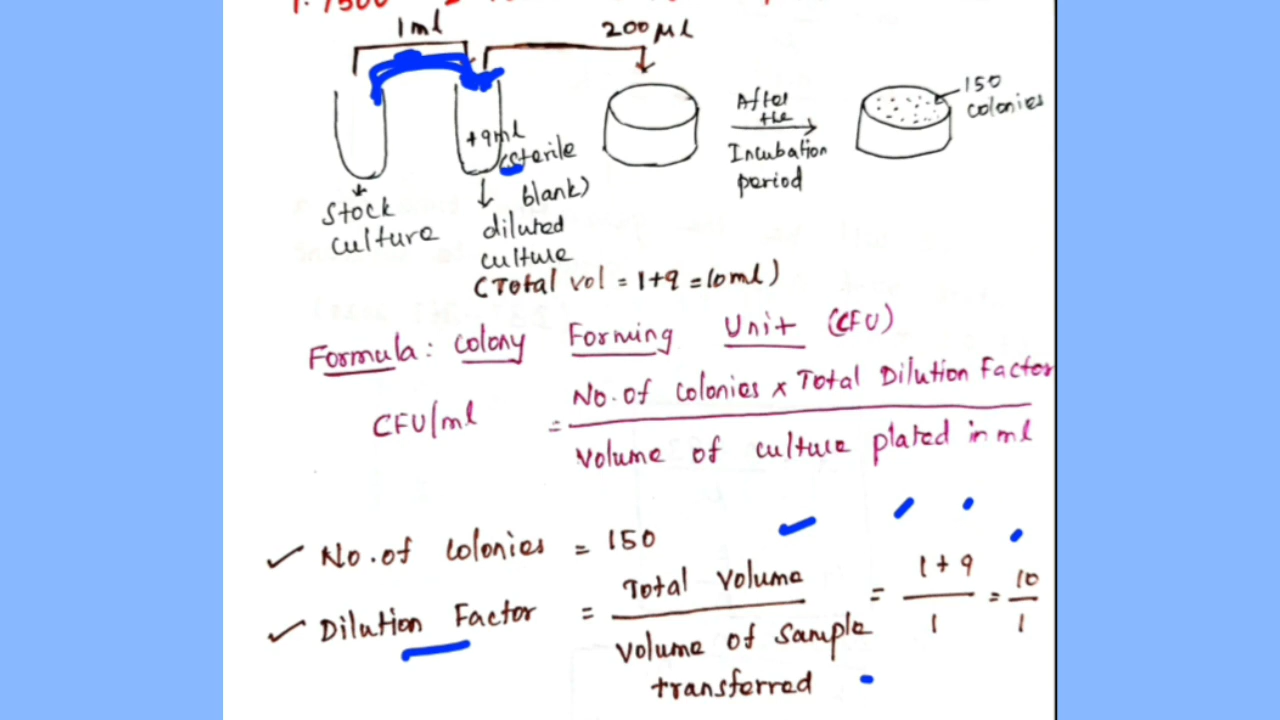 1ml
200 µl
150
colonies
After
the
Incubation
period
+9ml
(sterile
blank)
Stock
culture
diluted
culture
(Total vol = 1+9 = 10ml)
Formula: Colony Forming Unit (CFU)
CFU/ml = No. of colonies x Total Dilution Factor
Volume of culture plated in ml
✓ No. of colonies = 150
✓ Dilution Factor = Total Volume / Volume of sample transferred = 1+9 / 1 = 10 / 1